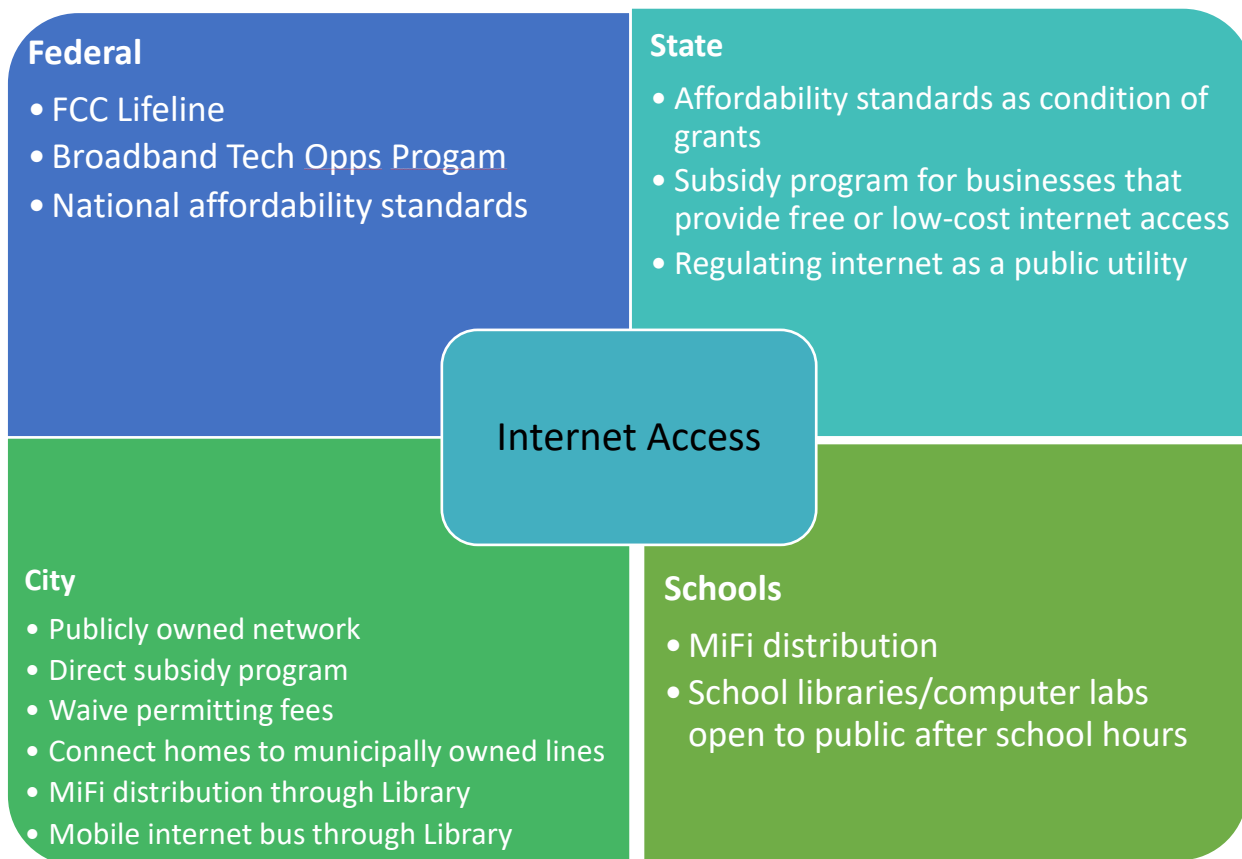 Federal
• FCC Lifeline
• Broadband Tech Opps Progam
• National affordability standards
State
• Affordability standards as condition of
grants
• Subsidy program for businesses that
provide free or low-cost internet access
• Regulating internet as a public utility
Internet Access
City
• Publicly owned network
• Direct subsidy program
• Waive permitting fees
• Connect homes to municipally owned lines
• MiFi distribution through Library
• Mobile internet bus through Library
Schools
• MiFi distribution
• School libraries/computer labs
open to public after school hours